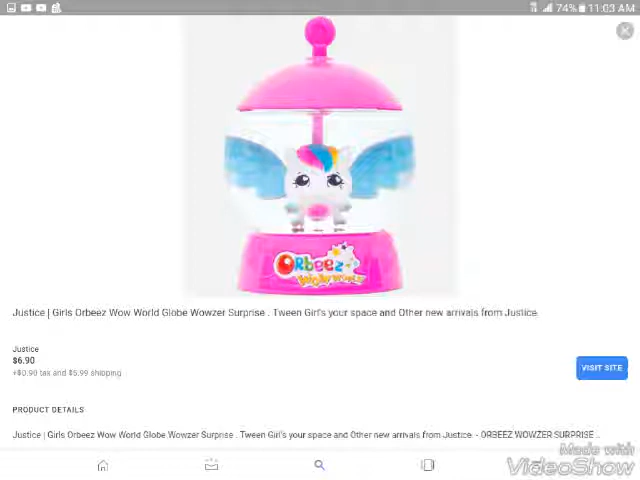 74% 11:03 AM
ORbeeZ
WOW WORLD
Justice | Girls Orbeez Wow World Globe Wowzer Surprise . Tween Girl's your space and Other new arrivals from Justice.
Justice
$6.90
+$0.90 tax and $5.99 shipping
VISIT SITE
PRODUCT DETAILS
Justice | Girls Orbeez Wow World Globe Wowzer Surprise . Tween Girl's your space and Other new arrivals from Justice. - ORBEEZ WOWZER SURPRISE ...
Made with
VideoShow